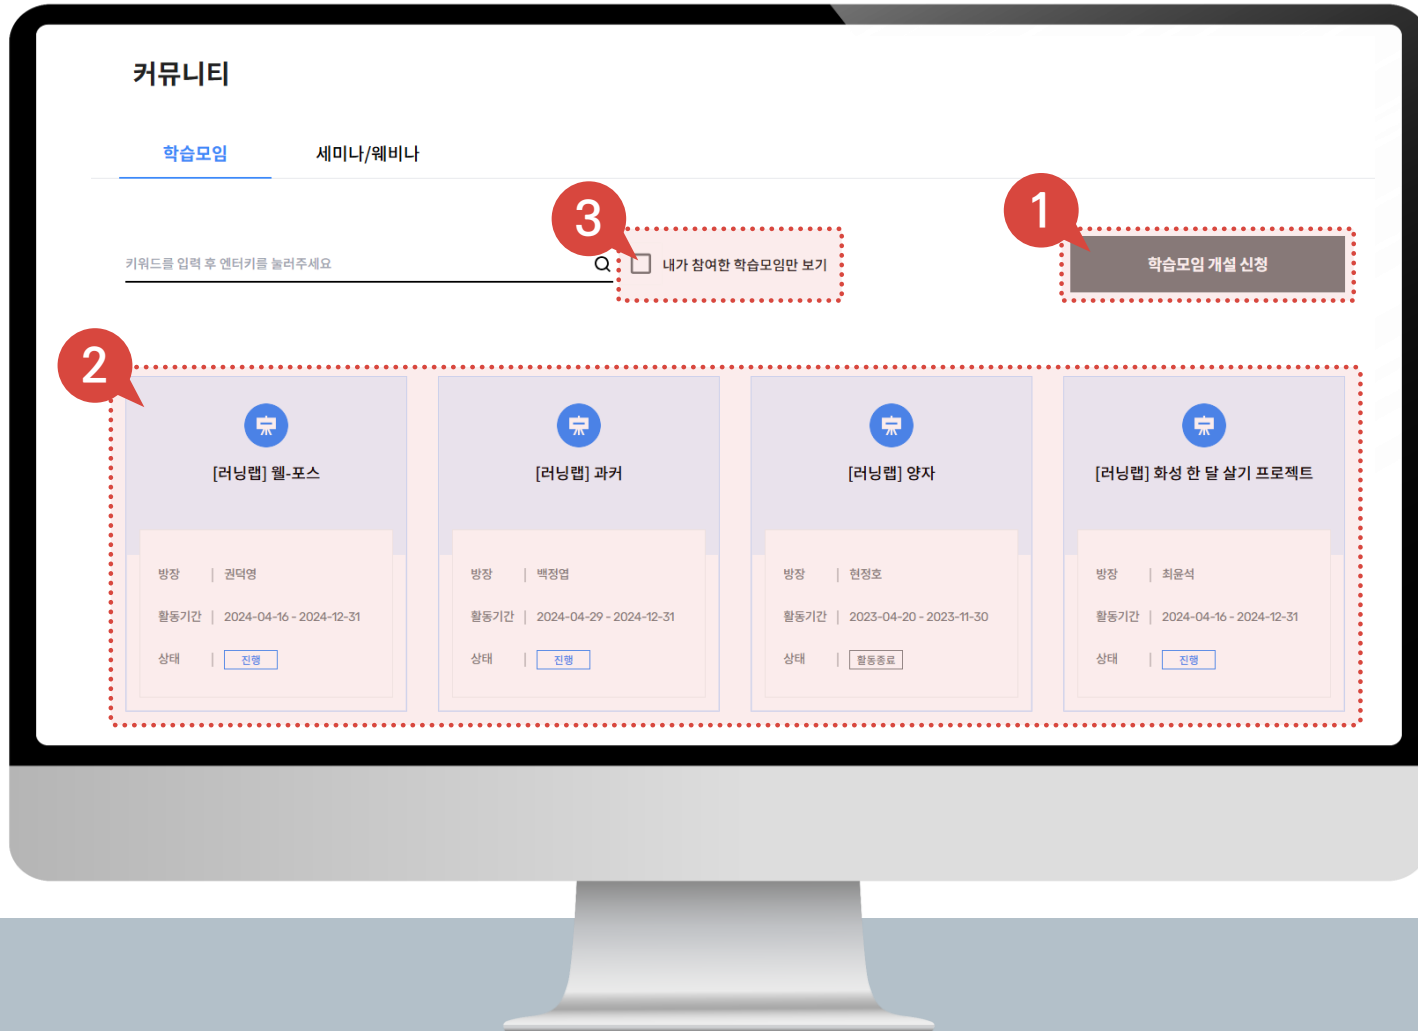 커뮤니티
학습모임 세미나/웨비나
3 1
키워드를 입력 후 엔터키를 눌러주세요 내가 참여한 학습모임만 보기 학습모임 개설 신청
2
[러닝랩] 웰-포스 [러닝랩] 과커 [러닝랩] 양자 [러닝랩] 화성 한 달 살기 프로젝트
방장 | 권덕영 방장 | 백정엽 방장 | 현정호 방장 | 최윤석
활동기간 | 2024-04-16 - 2024-12-31 활동기간 | 2024-04-29 - 2024-12-31 활동기간 | 2023-04-20 - 2023-11-30 활동기간 | 2024-04-16 - 2024-12-31
상태 | 진행 상태 | 진행 상태 | 활동종료 상태 | 진행